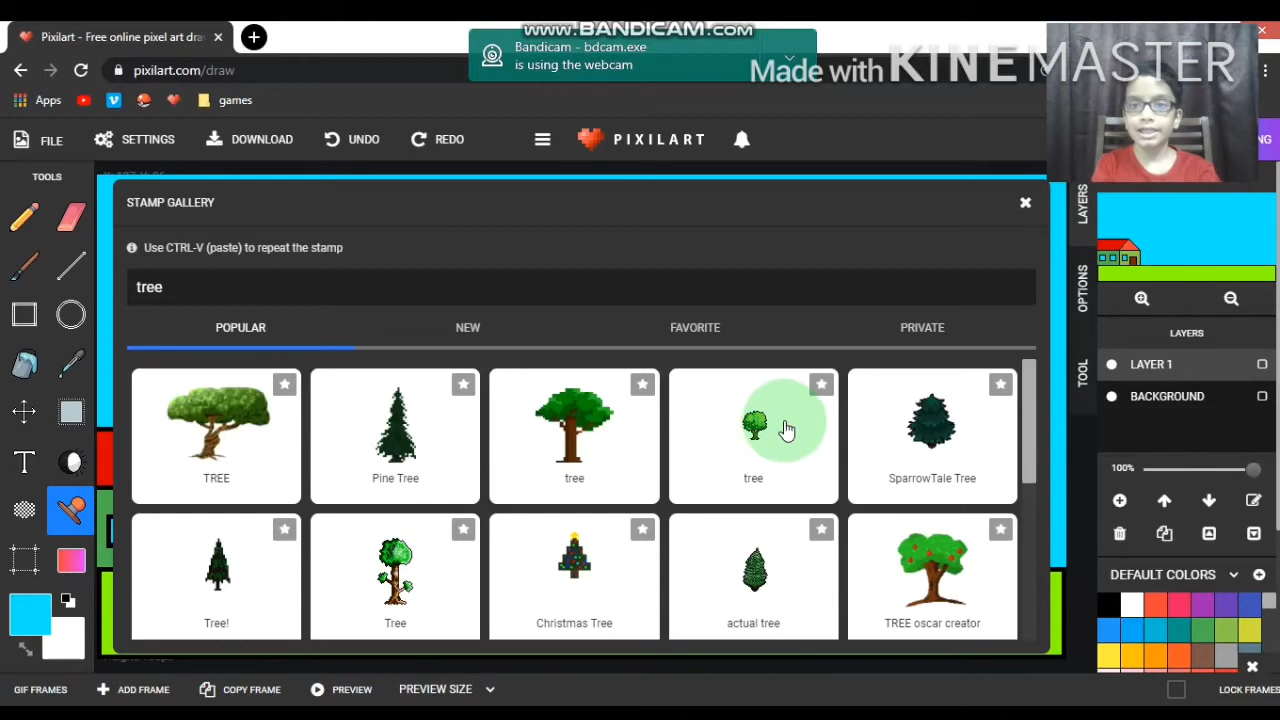 www.BANDICAM.com
Pixilart - Free online pixel art dra
Bandicam - bdcam.exe
is using the webcam
Made with KINEMASTER
pixilart.com/draw
Apps
games
FILE
SETTINGS
DOWNLOAD
UNDO
REDO
PIXILART
NG
TOOLS
STAMP GALLERY
Use CTRL-V (paste) to repeat the stamp
tree
POPULAR
NEW
FAVORITE
PRIVATE
TREE
Pine Tree
tree
tree
SparrowTale Tree
Tree!
Tree
Christmas Tree
actual tree
TREE oscar creator
LAYERS
OPTIONS
TOOL
LAYERS
LAYER 1
BACKGROUND
100%
DEFAULT COLORS
GIF FRAMES
ADD FRAME
COPY FRAME
PREVIEW
PREVIEW SIZE
LOCK FRAMES